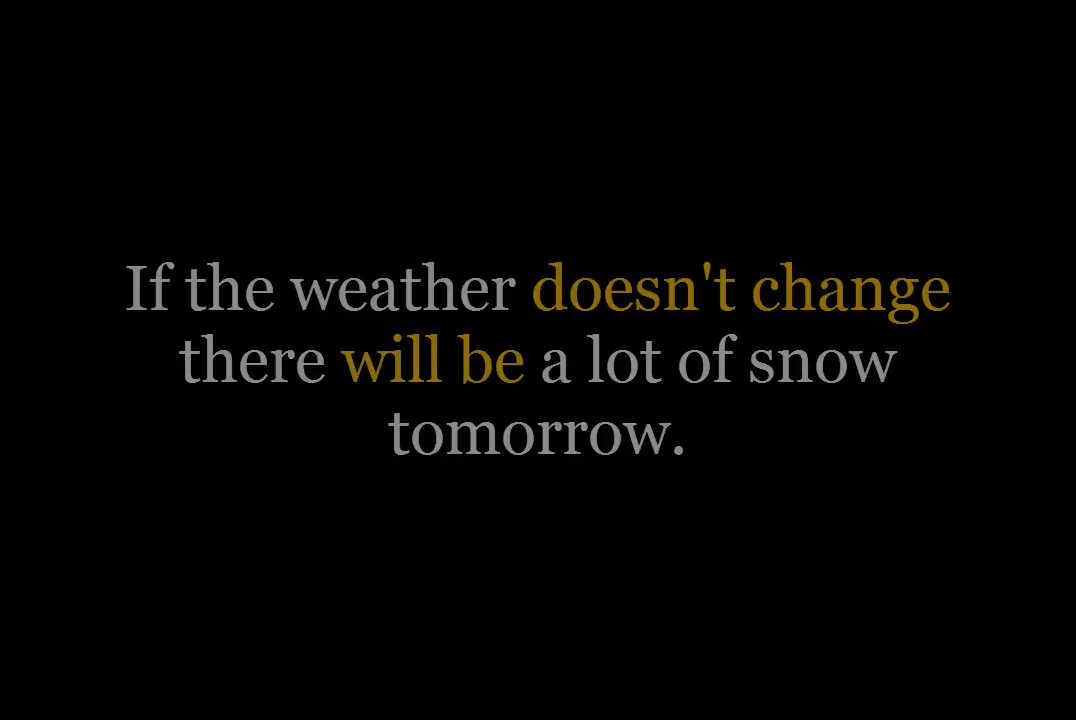 If the weather doesn't change
there will be a lot of snow
tomorrow.